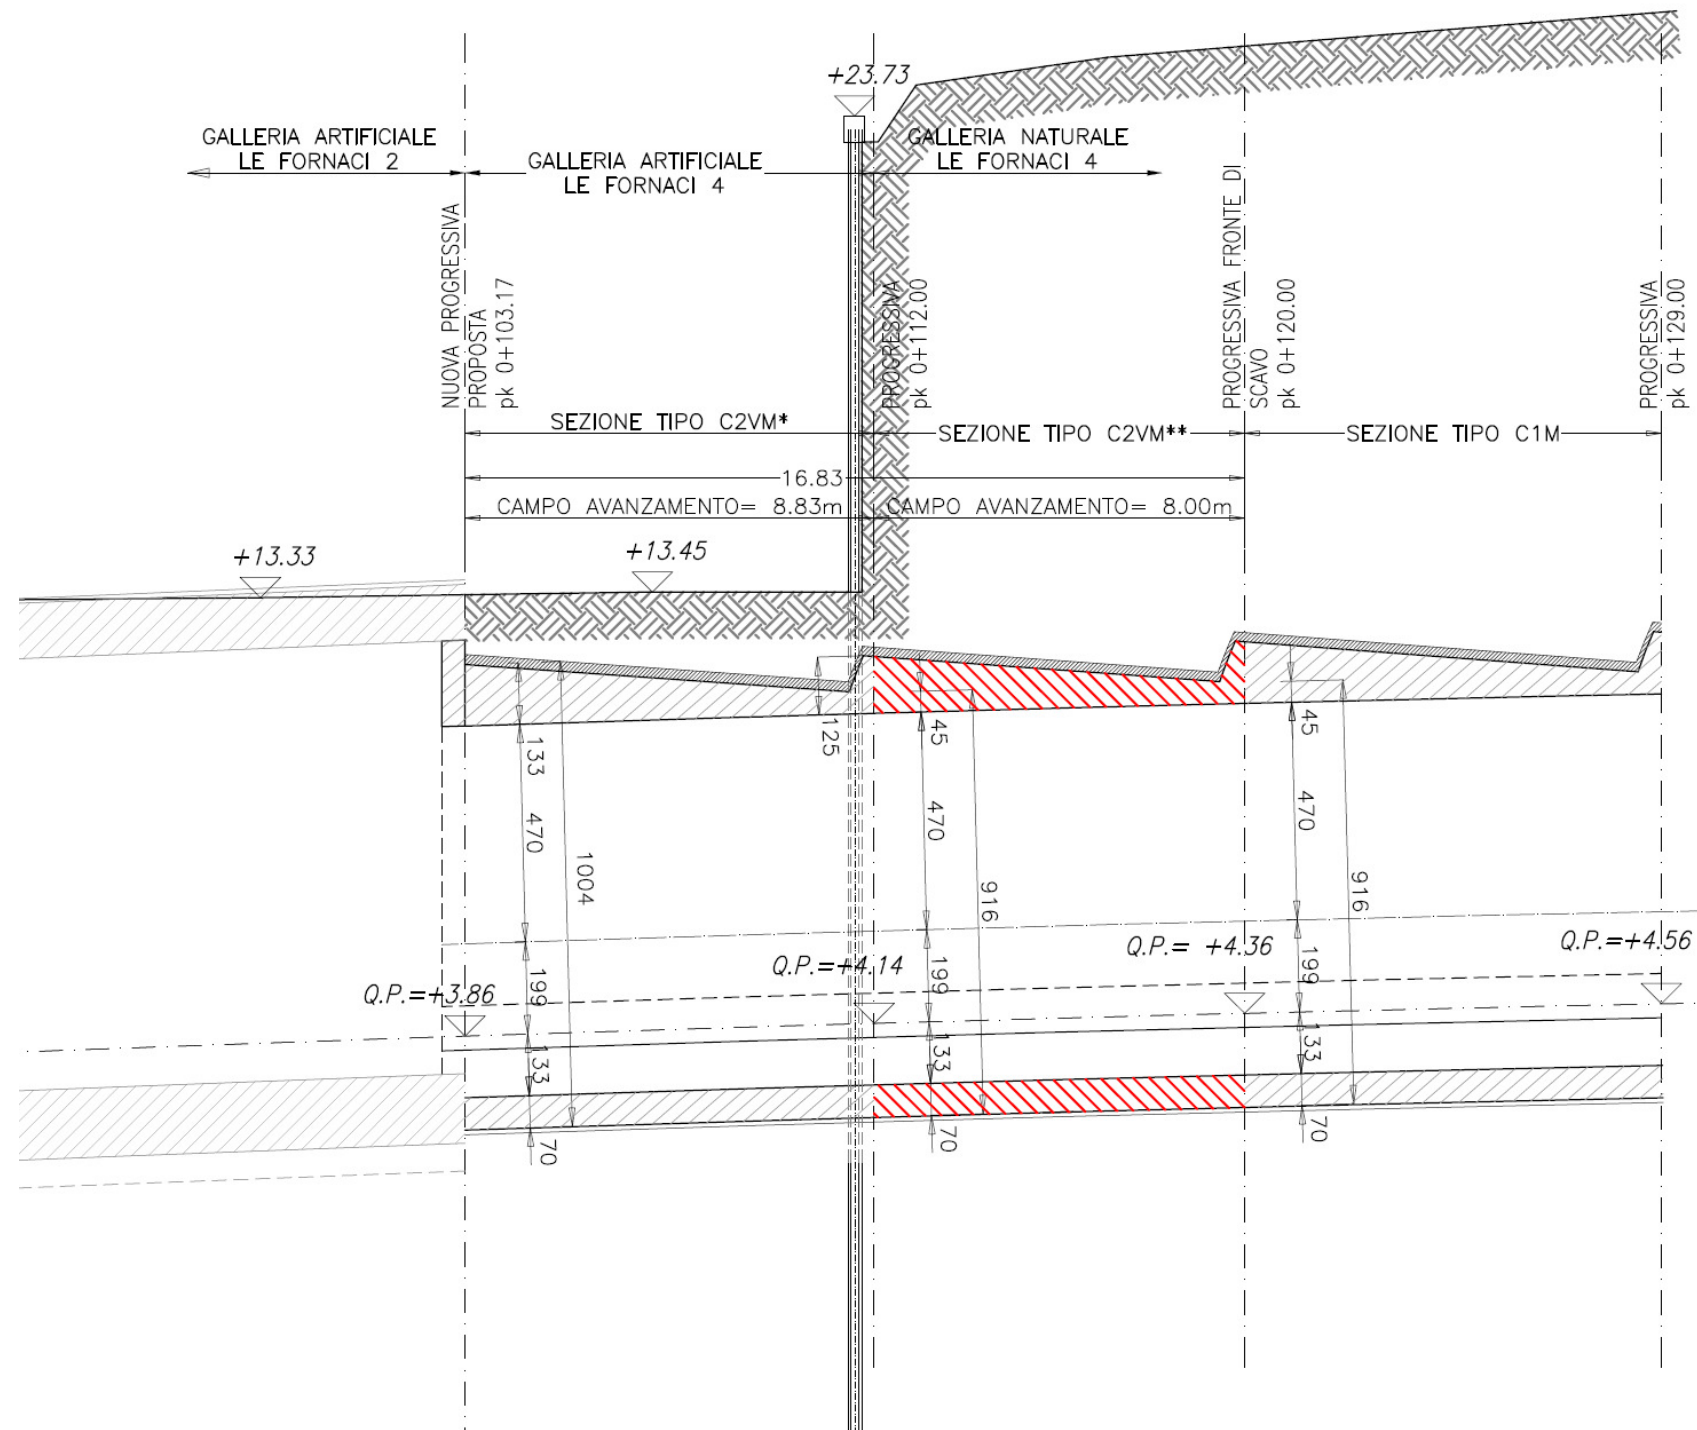 +23.73
GALLERIA ARTIFICIALE
LE FORNACI 2
GALLERIA ARTIFICIALE
LE FORNACI 4
GALLERIA NATURALE
LE FORNACI 4
NUOVA PROGRESSIVA
PROPOSTA
pk 0+103.17
PROGRESSIVA
pk 0+112.00
PROGRESSIVA FRONTE DI
SCAVO
pk 0+120.00
PROGRESSIVA
pk 0+129.00
SEZIONE TIPO C2VM*
SEZIONE TIPO C2VM**
SEZIONE TIPO C1M
16.83
CAMPO AVANZAMENTO= 8.83m
CAMPO AVANZAMENTO= 8.00m
+13.33
+13.45
133
470
1004
199
133
70
125
45
470
916
199
133
70
45
470
916
199
133
70
Q.P.=+3.86
Q.P.=+4.14
Q.P.= +4.36
Q.P.=+4.56